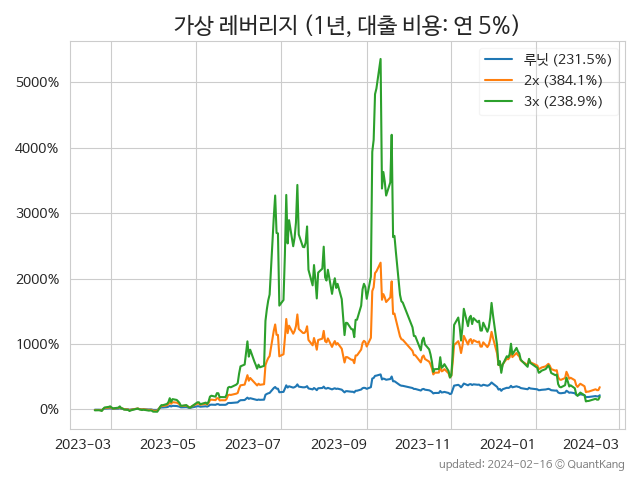 가상 레버리지 (1년, 대출 비용: 연 5%)
루닛 (231.5%)
2x (384.1%)
3x (238.9%)
5000%
4000%
3000%
2000%
1000%
0%
2023-03 2023-05 2023-07 2023-09 2023-11 2024-01 2024-03
updated: 2024-02-16 © QuantKang